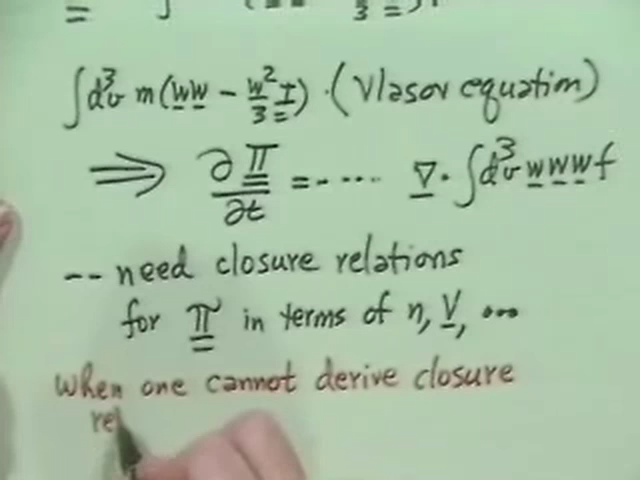 ∫d³v m(ww - w²/3 I) · (Vlasov equation)
⟹ ∂Π/∂t = - ···· ∇ · ∫d³v www f
-- need closure relations
for Π in terms of n, V, ···
When one cannot derive closure
re